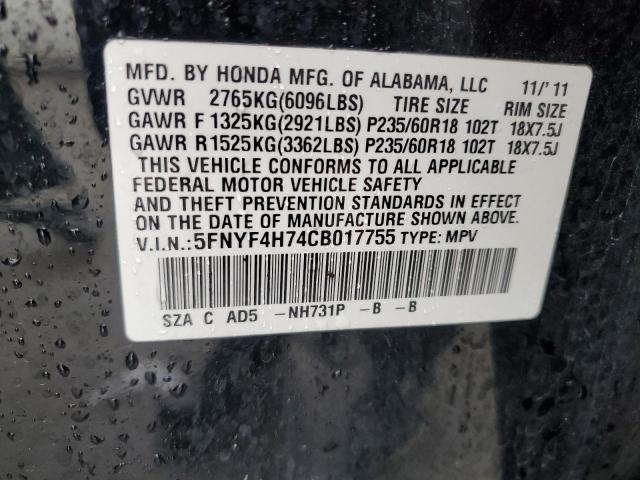 MFD. BY HONDA MFG. OF ALABAMA, LLC 11/'11
GVWR 2765KG(6096LBS) TIRE SIZE RIM SIZE
GAWR F 1325KG(2921LBS) P235/60R18 102T 18X7.5J
GAWR R1525KG(3362LBS) P235/60R18 102T 18X7.5J
THIS VEHICLE CONFORMS TO ALL APPLICABLE
FEDERAL MOTOR VEHICLE SAFETY
AND THEFT PREVENTION STANDARDS IN EFFECT
ON THE DATE OF MANUFACTURE SHOWN ABOVE.
V.I.N.:5FNYF4H74CB017755 TYPE: MPV
SZA C AD5 -NH731P -B -B